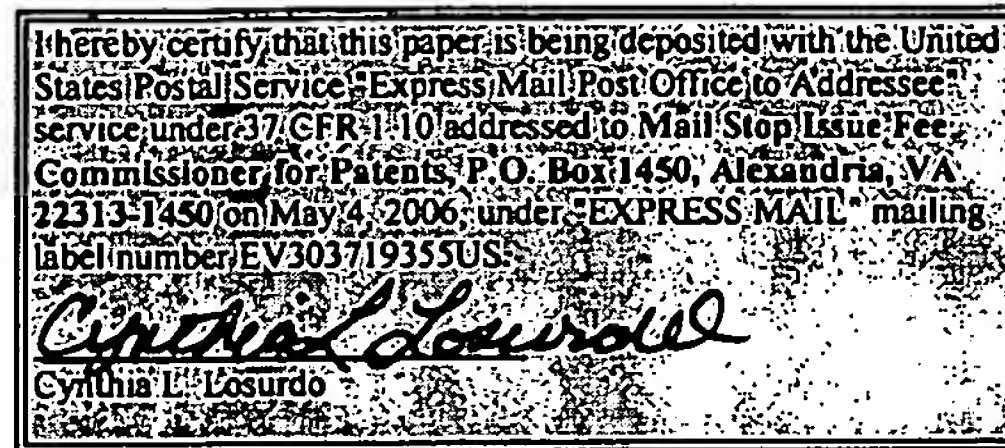 I hereby certify that this paper is being deposited with the United
States Postal Service "Express Mail Post Office to Addressee"
service under 37 CFR 1.10 addressed to Mail Stop Issue Fee,
Commissioner for Patents, P.O. Box 1450, Alexandria, VA
22313-1450 on May 4, 2006, under "EXPRESS MAIL" mailing
label number EV303719355US.
Cynthia L Losurdo
Cynthia L. Losurdo